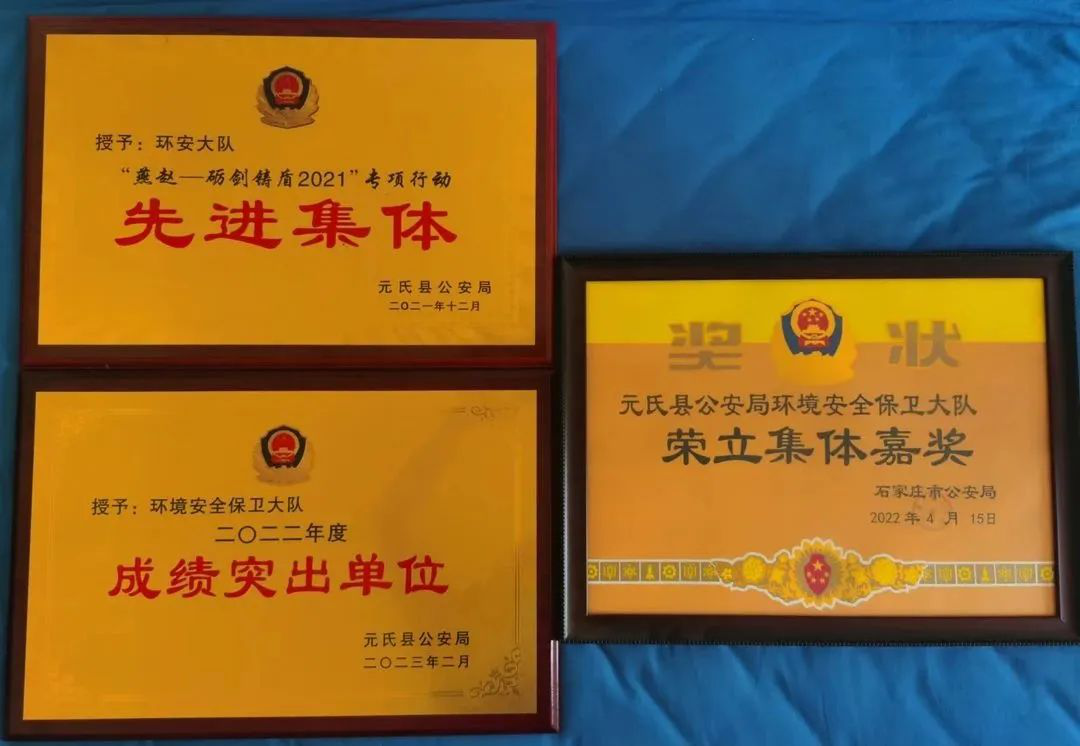 授予：环安大队
“燕赵—砺剑铸盾2021”专项行动
先进集体
元氏县公安局
二〇二一年十二月
授予：环境安全保卫大队
二〇二二年度
成绩突出单位
元氏县公安局
二〇二三年二月
奖状
元氏县公安局环境安全保卫大队
荣立集体嘉奖
石家庄市公安局
2022年4月15日